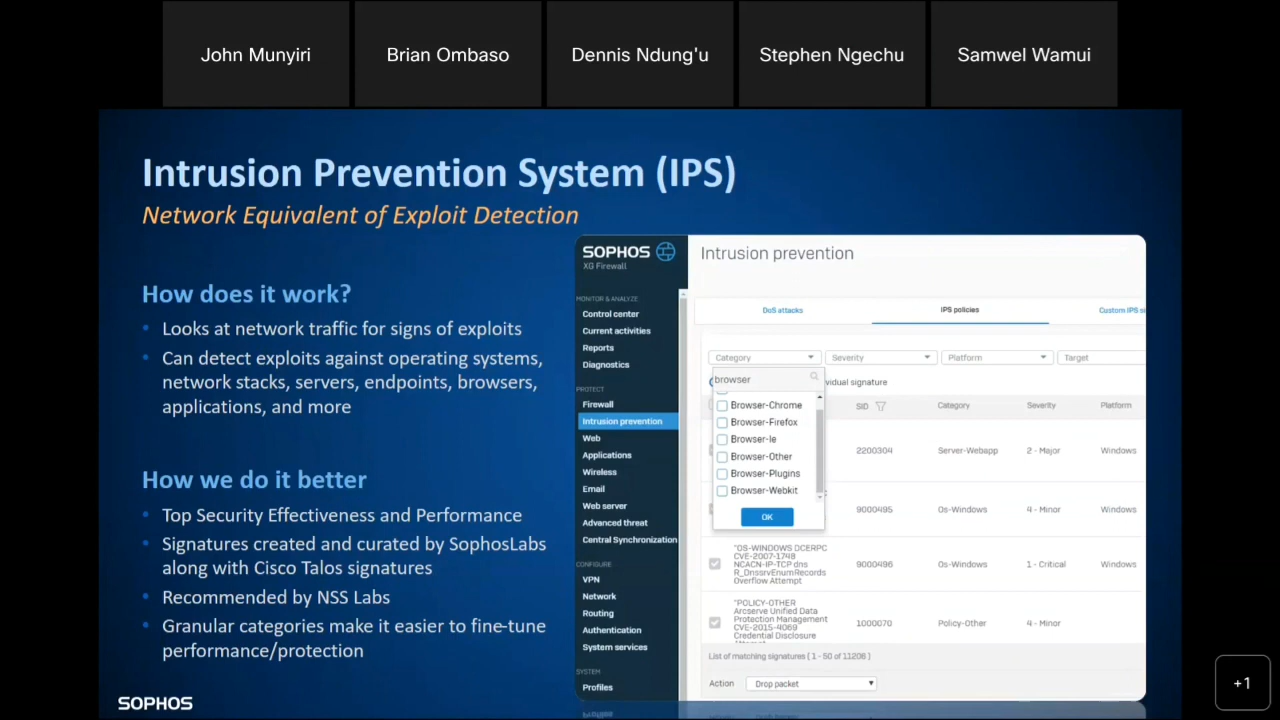 John Munyiri
Brian Ombaso
Dennis Ndung'u
Stephen Ngechu
Samwel Wamui
Intrusion Prevention System (IPS)
Network Equivalent of Exploit Detection
How does it work?
• Looks at network traffic for signs of exploits
• Can detect exploits against operating systems,
network stacks, servers, endpoints, browsers,
applications, and more
How we do it better
• Top Security Effectiveness and Performance
• Signatures created and curated by SophosLabs
along with Cisco Talos signatures
• Recommended by NSS Labs
• Granular categories make it easier to fine-tune
performance/protection
SOPHOS
SOPHOS
XG Firewall
MONITOR & ANALYZE
Control center
Current activities
Reports
Diagnostics
PROTECT
Firewall
Intrusion prevention
Web
Applications
Wireless
Email
Web server
Advanced threat
Central Synchronization
CONFIGURE
VPN
Network
Routing
Authentication
System services
SYSTEM
Profiles
Intrusion prevention
DoS attacks
IPS policies
Custom IPS si
Category
Severity
Platform
Target
browser
vidual signature
Browser-Chrome
Browser-Firefox
Browser-Ie
Browser-Other
Browser-Plugins
Browser-Webkit
OK
SID Category Severity Platform
2200304 Server-Webapp 2 - Major Windows
9000495 Os-Windows 4 - Minor Windows
"OS-WINDOWS DCERPC
CVE-2007-1748
NCACN-IP-TCP dns
R_DnssrvEnumRecords
Overflow Attempt
9000496 Os-Windows 1 - Critical Windows
"POLICY-OTHER
Arcserve Unified Data
Protection Management
CVE-2015-4069
Credential Disclosure
1000070 Policy-Other 4 - Minor
List of matching signatures ( 1 - 50 of 11206 )
Action
Drop packet
+1